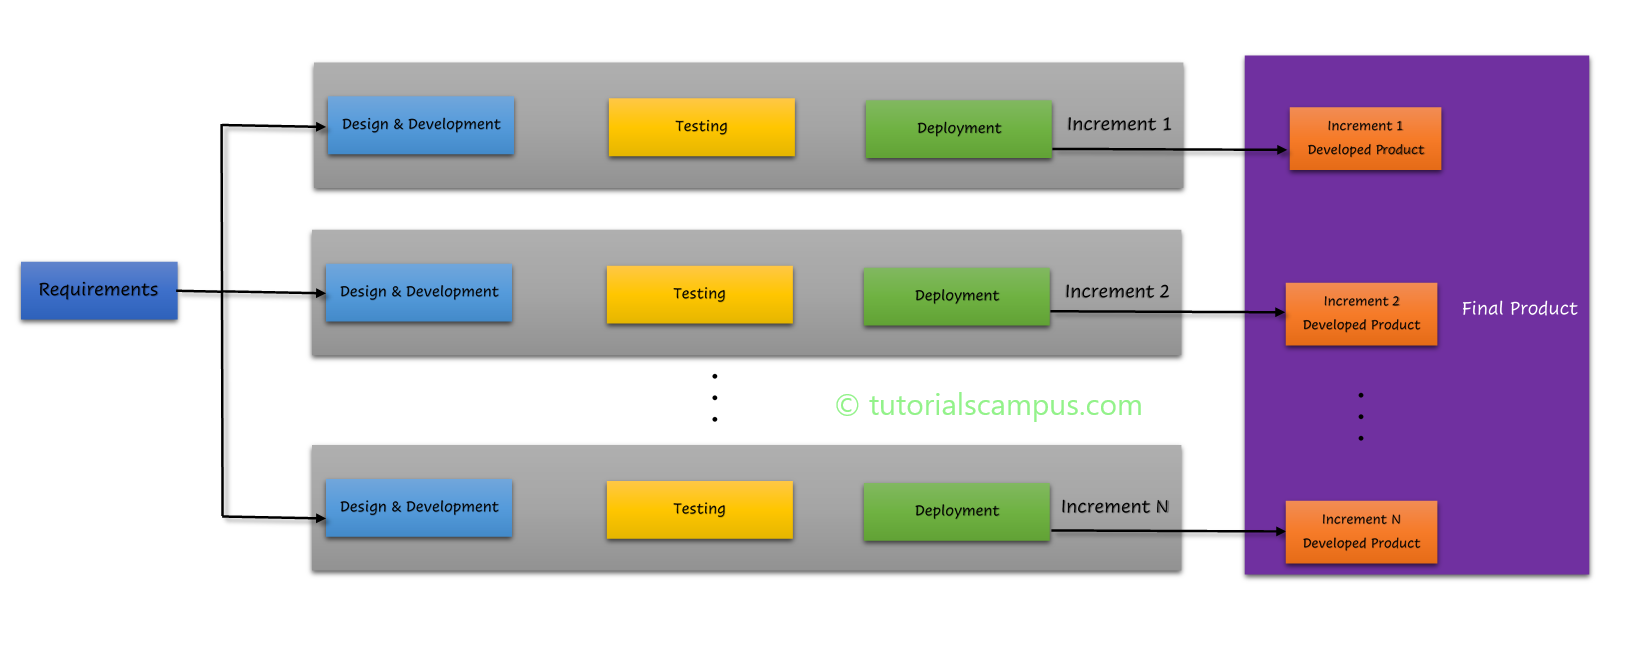 Design & Development
Testing
Deployment
Increment 1
Increment 1
Developed Product
Requirements
Design & Development
Testing
Deployment
Increment 2
Increment 2
Developed Product
Final Product
© tutorialscampus.com
Design & Development
Testing
Deployment
Increment N
Increment N
Developed Product